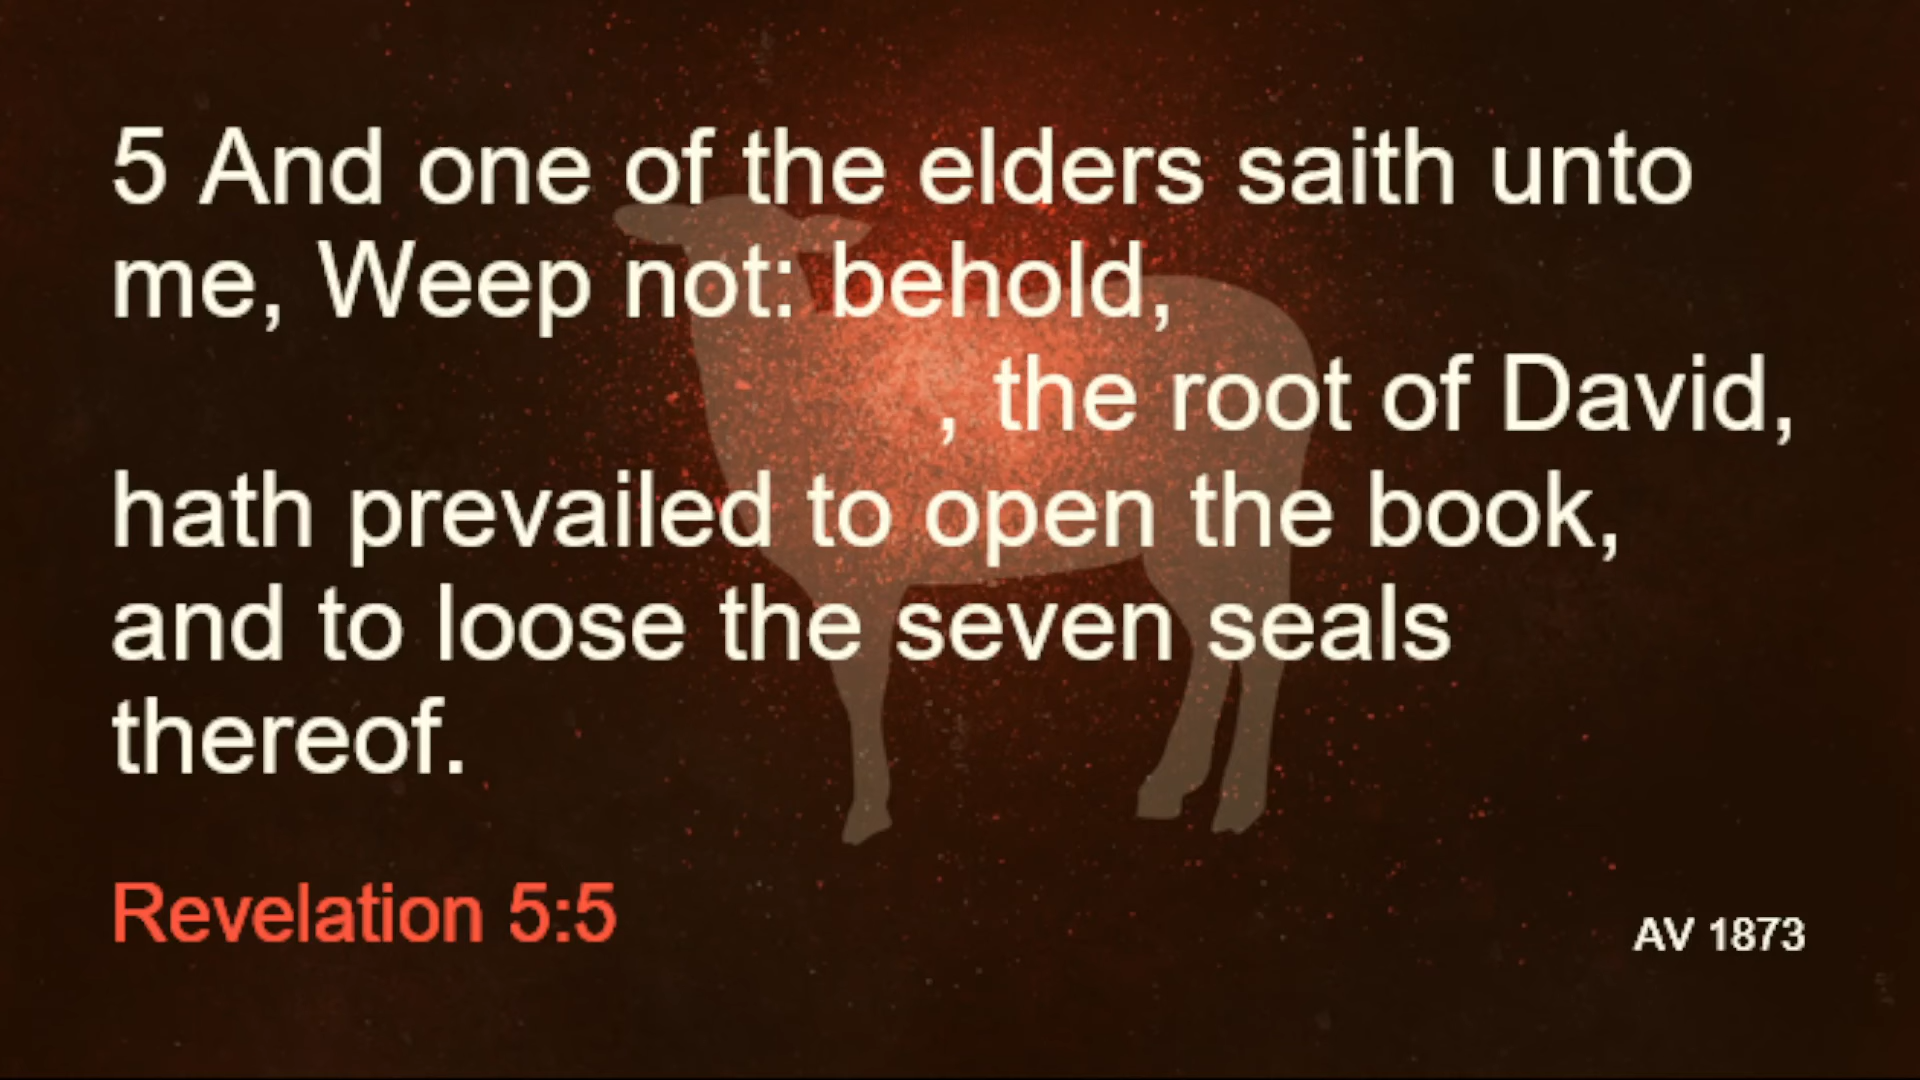 5 And one of the elders saith unto
me, Weep not: behold,
, the root of David,
hath prevailed to open the book,
and to loose the seven seals
thereof.
Revelation 5:5
AV 1873